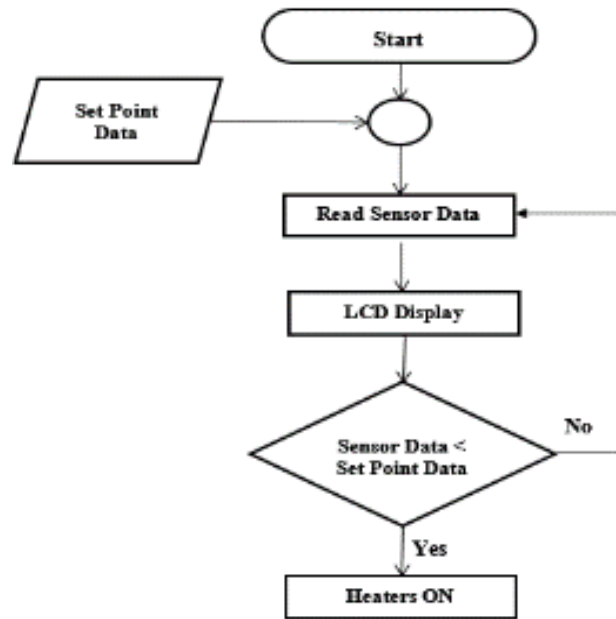 Start
Set Point
Data
Read Sensor Data
LCD Display
Sensor Data <
Set Point Data
No
Yes
Heaters ON